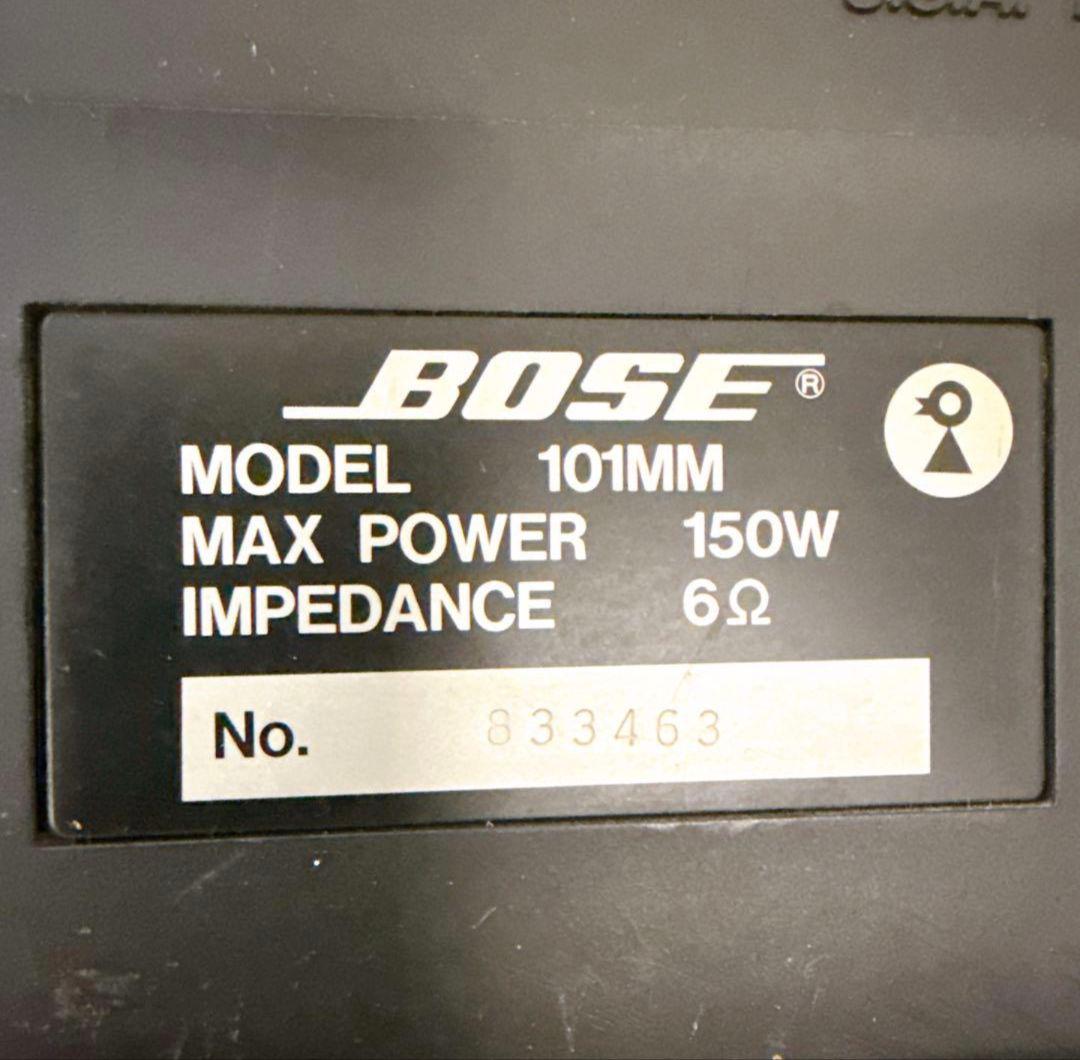 BOSE®
MODEL 101MM
MAX POWER 150W
IMPEDANCE 6Ω
No. 833463